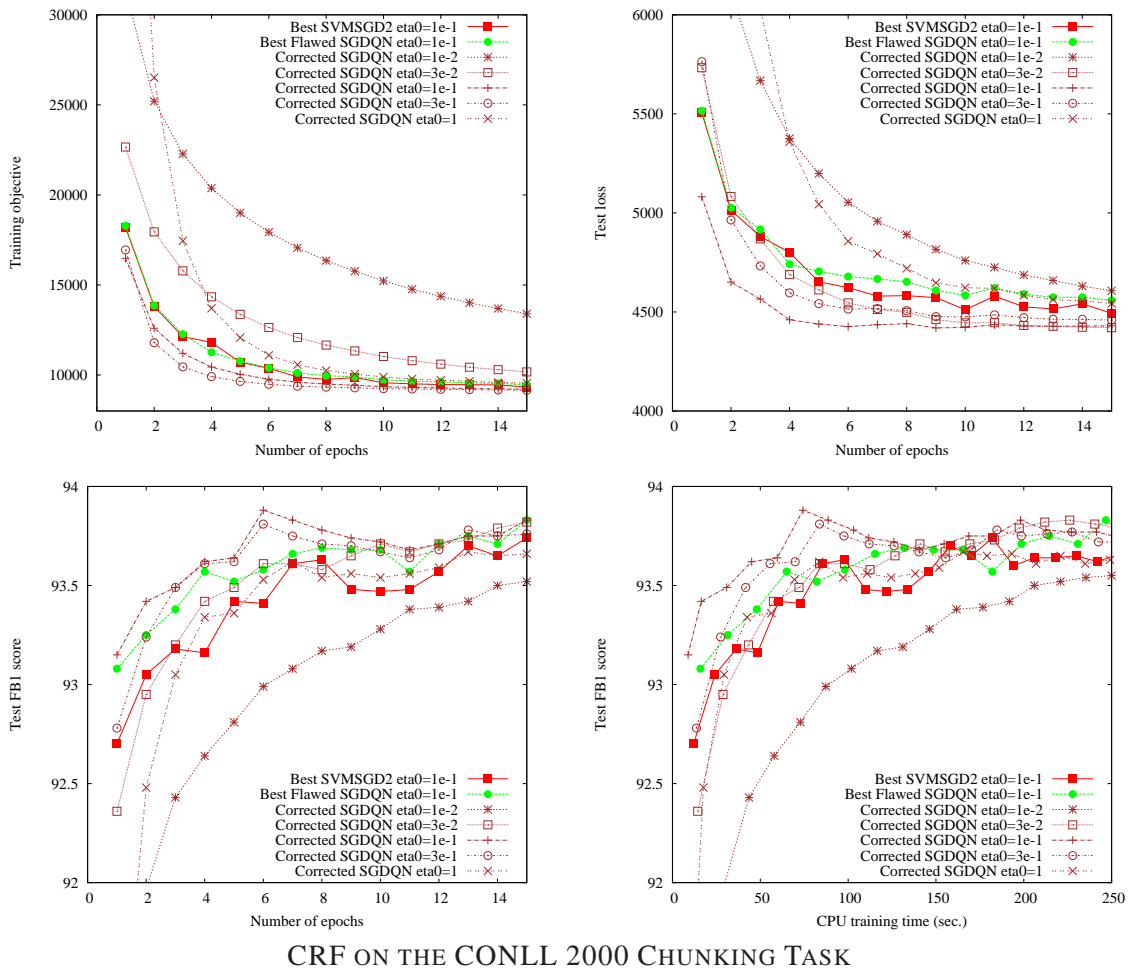 30000
25000
20000
15000
10000
Training objective
Best SVMSGD2 eta0=1e-1
Best Flawed SGDQN eta0=1e-1
Corrected SGDQN eta0=1e-2
Corrected SGDQN eta0=3e-2
Corrected SGDQN eta0=1e-1
Corrected SGDQN eta0=3e-1
Corrected SGDQN eta0=1
0 2 4 6 8 10 12 14
Number of epochs
6000
5500
5000
4500
4000
Test loss
Best SVMSGD2 eta0=1e-1
Best Flawed SGDQN eta0=1e-1
Corrected SGDQN eta0=1e-2
Corrected SGDQN eta0=3e-2
Corrected SGDQN eta0=1e-1
Corrected SGDQN eta0=3e-1
Corrected SGDQN eta0=1
0 2 4 6 8 10 12 14
Number of epochs
94
93.5
93
92.5
92
Test FB1 score
Best SVMSGD2 eta0=1e-1
Best Flawed SGDQN eta0=1e-1
Corrected SGDQN eta0=1e-2
Corrected SGDQN eta0=3e-2
Corrected SGDQN eta0=1e-1
Corrected SGDQN eta0=3e-1
Corrected SGDQN eta0=1
0 2 4 6 8 10 12 14
Number of epochs
94
93.5
93
92.5
92
Test FB1 score
Best SVMSGD2 eta0=1e-1
Best Flawed SGDQN eta0=1e-1
Corrected SGDQN eta0=1e-2
Corrected SGDQN eta0=3e-2
Corrected SGDQN eta0=1e-1
Corrected SGDQN eta0=3e-1
Corrected SGDQN eta0=1
0 50 100 150 200 250
CPU training time (sec.)
CRF ON THE CONLL 2000 CHUNKING TASK